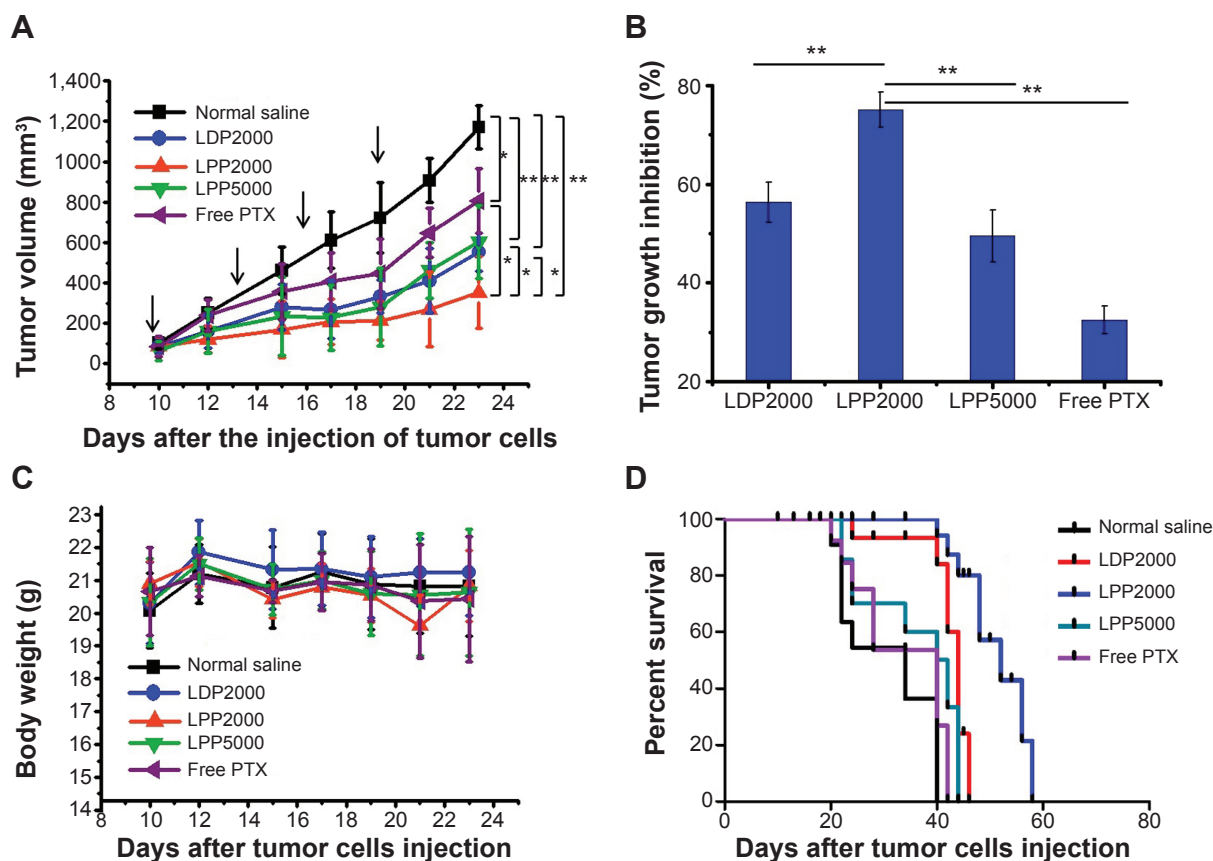 A
Tumor volume (mm³)
1,400
1,200
1,000
800
600
400
200
0
Normal saline
LDP2000
LPP2000
LPP5000
Free PTX
*
**
**
**
*
*
*
8 10 12 14 16 18 20 22 24
Days after the injection of tumor cells
B
Tumor growth inhibition (%)
80
60
40
20
**
**
**
LDP2000 LPP2000 LPP5000 Free PTX
C
Body weight (g)
23
22
21
20
19
18
17
16
15
14
Normal saline
LDP2000
LPP2000
LPP5000
Free PTX
8 10 12 14 16 18 20 22 24
Days after tumor cells injection
D
Percent survival
100
80
60
40
20
0
Normal saline
LDP2000
LPP2000
LPP5000
Free PTX
0 20 40 60 80
Days after tumor cells injection